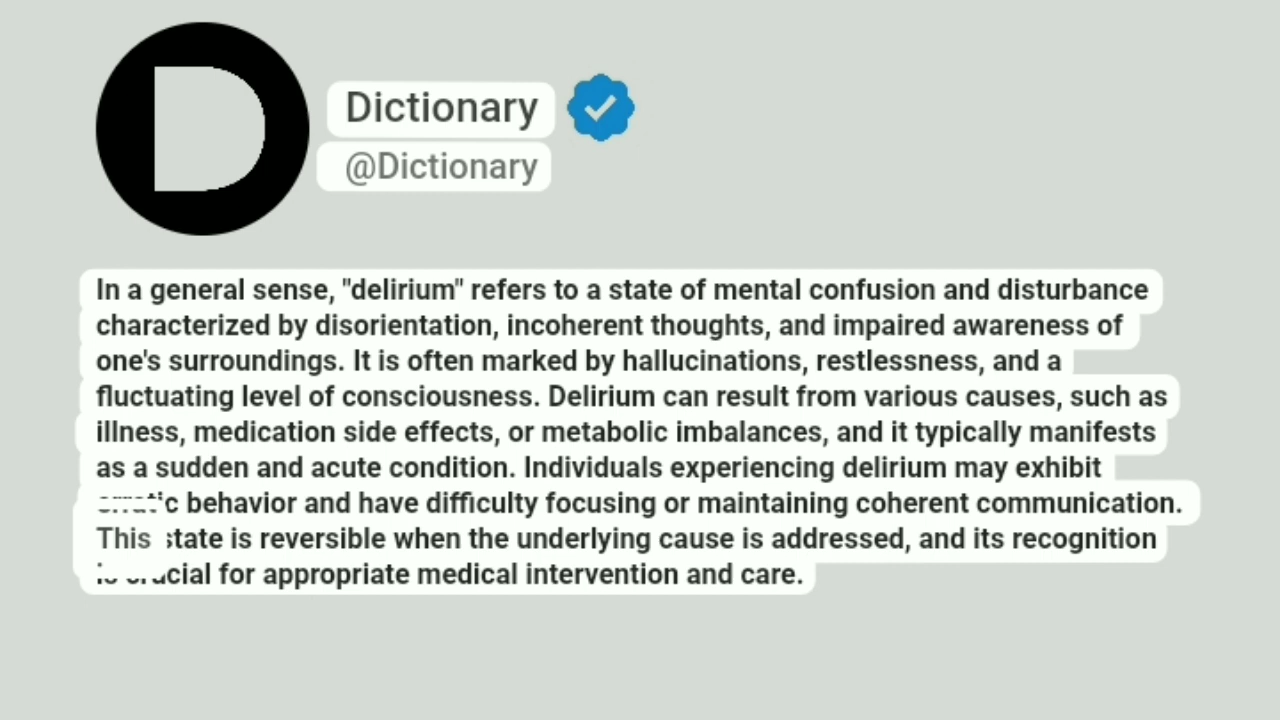 D
Dictionary
@Dictionary
In a general sense, "delirium" refers to a state of mental confusion and disturbance
characterized by disorientation, incoherent thoughts, and impaired awareness of
one's surroundings. It is often marked by hallucinations, restlessness, and a
fluctuating level of consciousness. Delirium can result from various causes, such as
illness, medication side effects, or metabolic imbalances, and it typically manifests
as a sudden and acute condition. Individuals experiencing delirium may exhibit
behavior and have difficulty focusing or maintaining coherent communication.
This state is reversible when the underlying cause is addressed, and its recognition
is crucial for appropriate medical intervention and care.